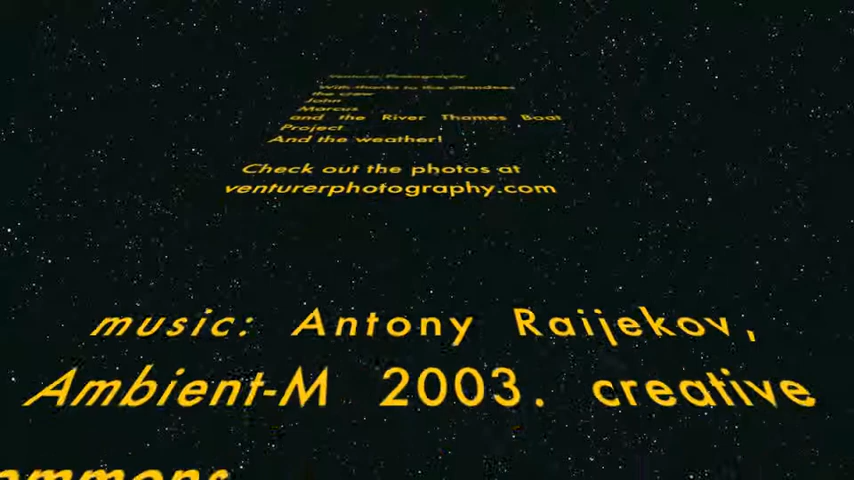 Venturer Photography
With thanks to the attendees
the crew
John
Marcus
and the River Thames Boat
Project
And the weather!
Check out the photos at
venturerphotography.com
music: Antony Raijekov,
Ambient-M 2003. creative
ommons